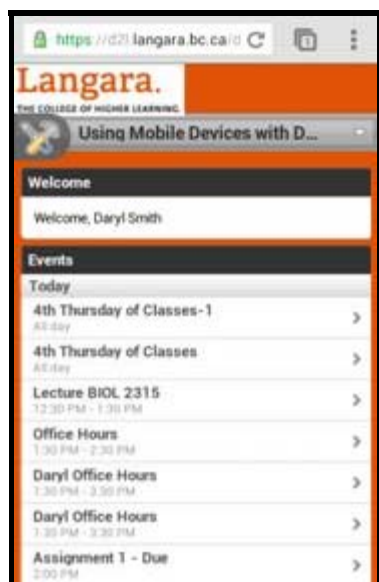 https://d2l.langara.bc.ca/d
1
Langara.
THE COLLEGE OF HIGHER LEARNING.
Using Mobile Devices with D...
Welcome
Welcome, Daryl Smith
Events
Today
4th Thursday of Classes-1
All day
4th Thursday of Classes
All day
Lecture BIOL 2315
12:30 PM - 1:30 PM
Office Hours
1:30 PM - 2:30 PM
Daryl Office Hours
1:30 PM - 3:30 PM
Daryl Office Hours
1:30 PM - 3:30 PM
Assignment 1 - Due
2:00 PM